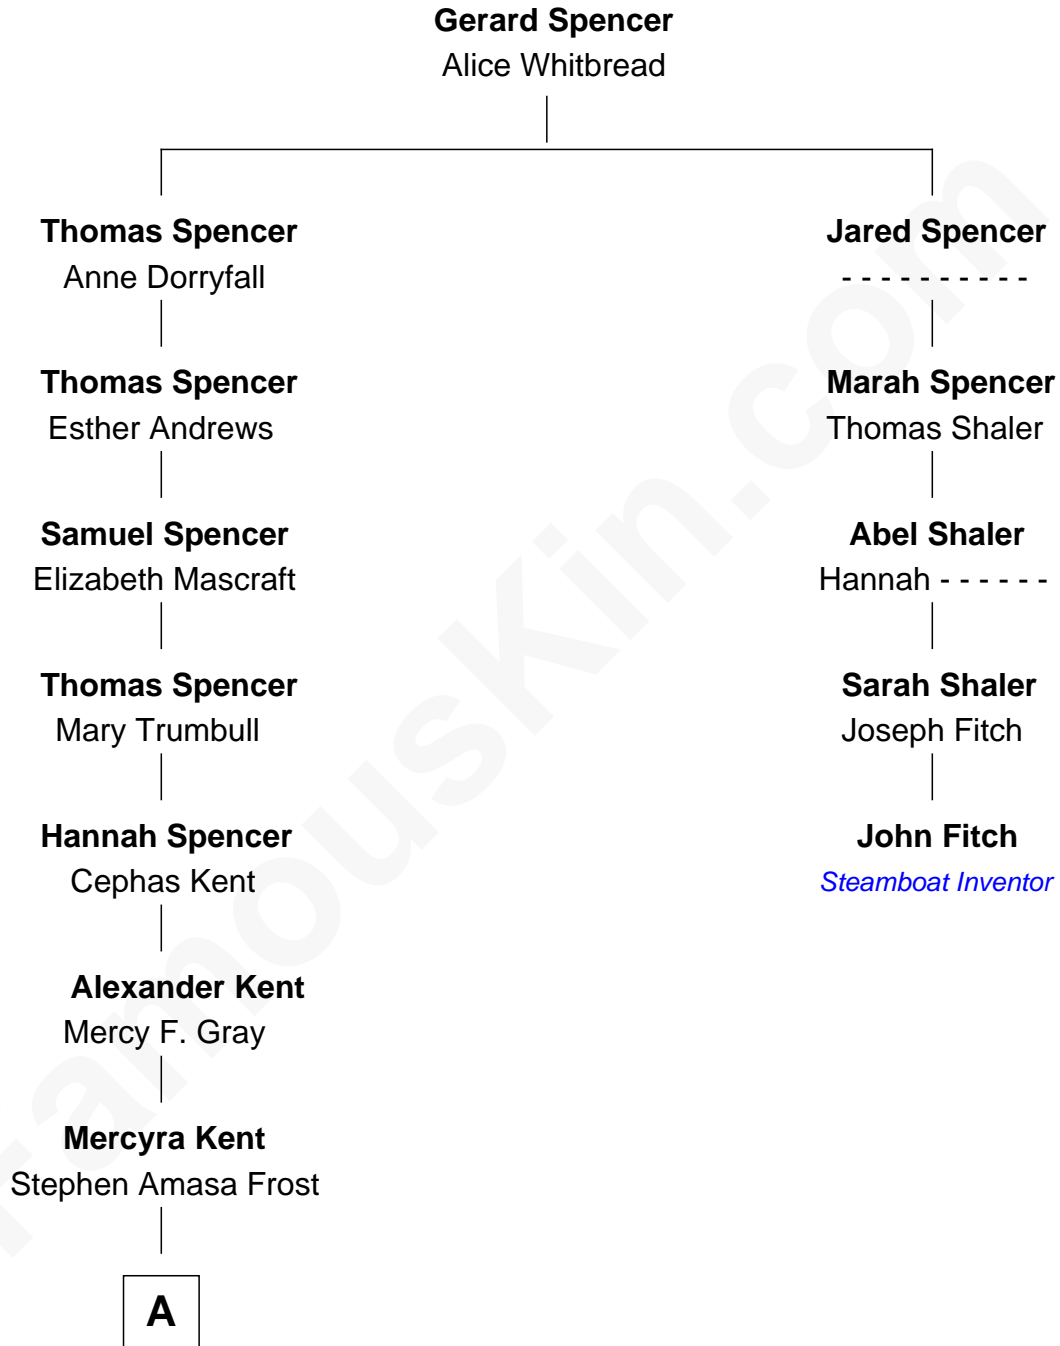 Gerard Spencer
Alice Whitbread
Thomas Spencer
Anne Dorryfall
Jared Spencer
- - - - - - - - - -
Thomas Spencer
Esther Andrews
Marah Spencer
Thomas Shaler
Samuel Spencer
Elizabeth Mascraft
Abel Shaler
Hannah - - - - - -
Thomas Spencer
Mary Trumbull
Sarah Shaler
Joseph Fitch
Hannah Spencer
Cephas Kent
John Fitch
Steamboat Inventor
Alexander Kent
Mercy F. Gray
Mercyra Kent
Stephen Amasa Frost
A
FamousKin.com